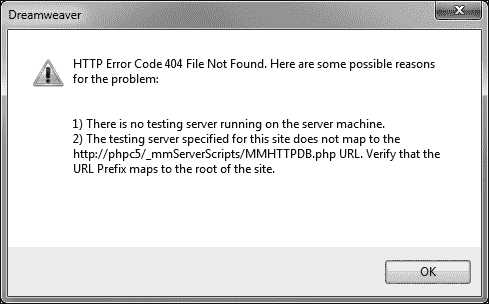 Dreamweaver
HTTP Error Code 404 File Not Found. Here are some possible reasons
for the problem:
1) There is no testing server running on the server machine.
2) The testing server specified for this site does not map to the
http://phpc5/_mmServerScripts/MMHTTPDB.php URL. Verify that the
URL Prefix maps to the root of the site.
OK